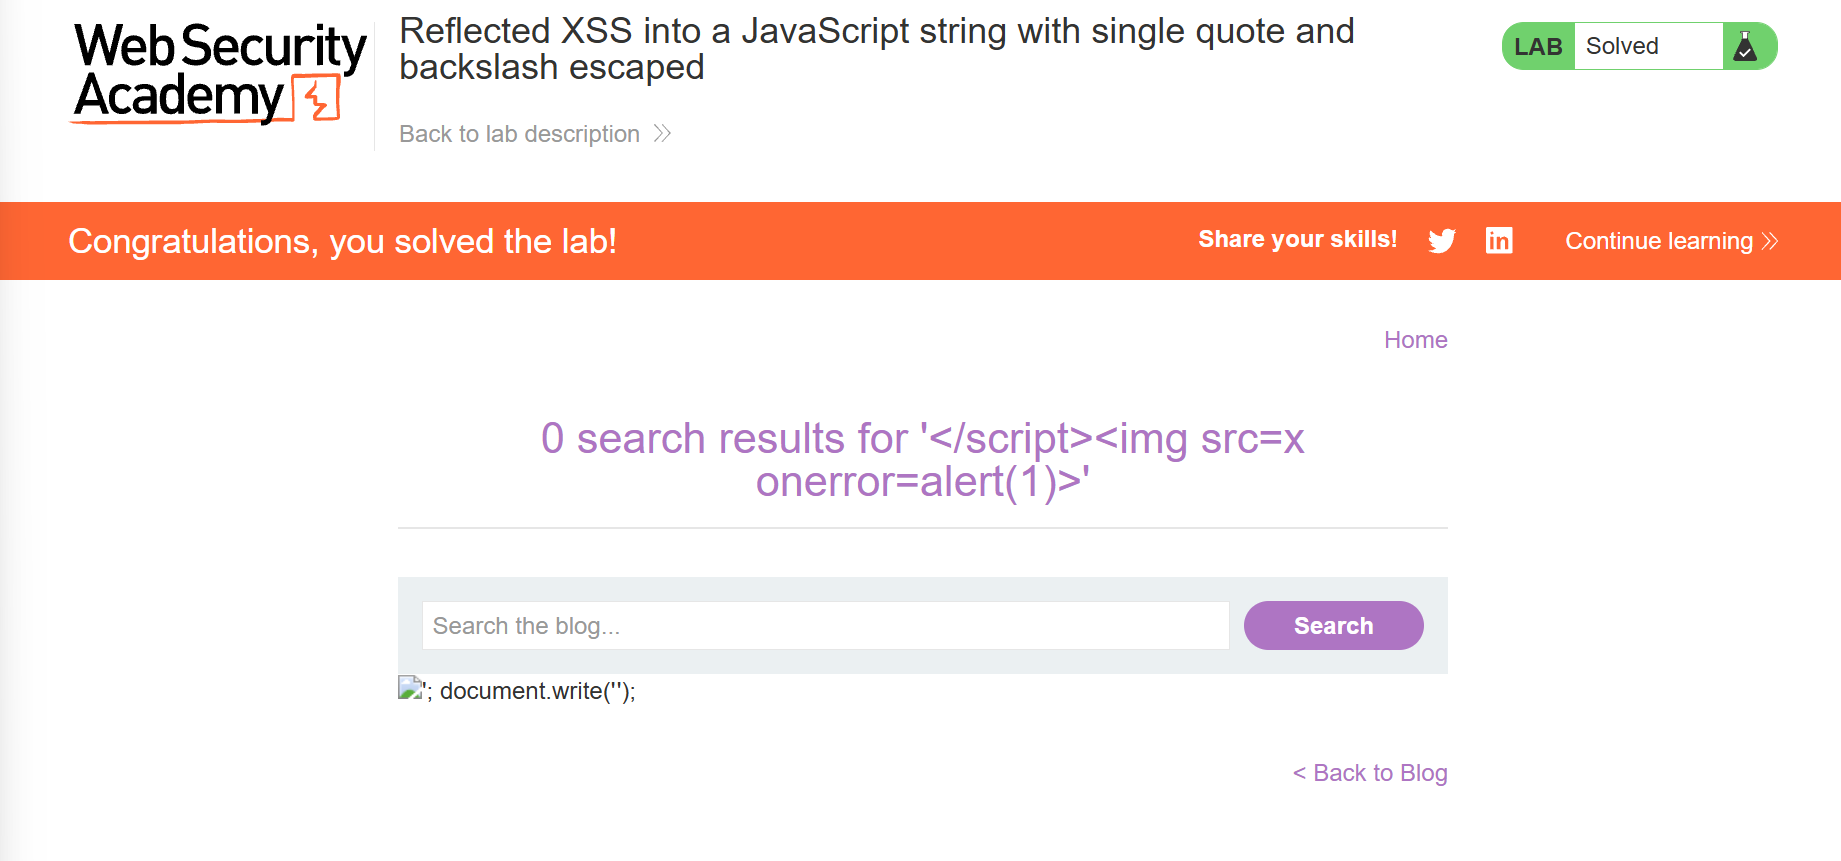 Web Security
Academy
Reflected XSS into a JavaScript string with single quote and
backslash escaped
Back to lab description
LAB Solved
Congratulations, you solved the lab!
Share your skills!
Continue learning
Home
0 search results for '</script><img src=x
onerror=alert(1)>'
Search the blog...
Search
'; document.write('');
< Back to Blog